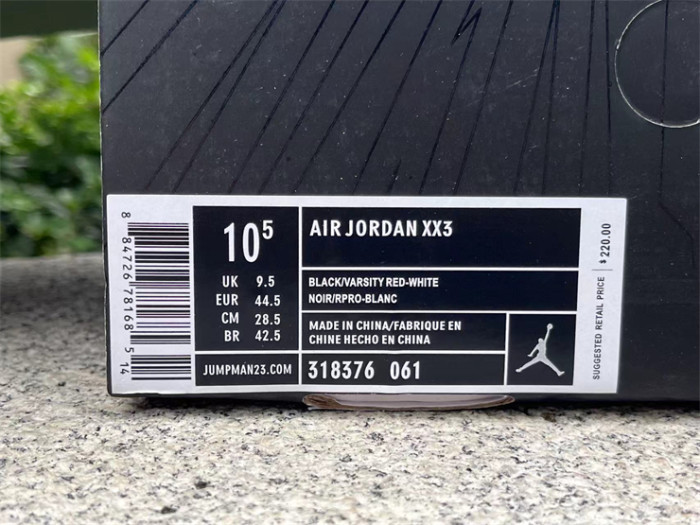 8 84726 78168 5 14
10⁵
UK 9.5
EUR 44.5
CM 28.5
BR 42.5
JUMPMAN23.COM
AIR JORDAN XX3
BLACK/VARSITY RED-WHITE
NOIR/RPRO-BLANC
MADE IN CHINA/FABRIQUE EN
CHINE HECHO EN CHINA
318376 061
SUGGESTED RETAIL PRICE $220.00